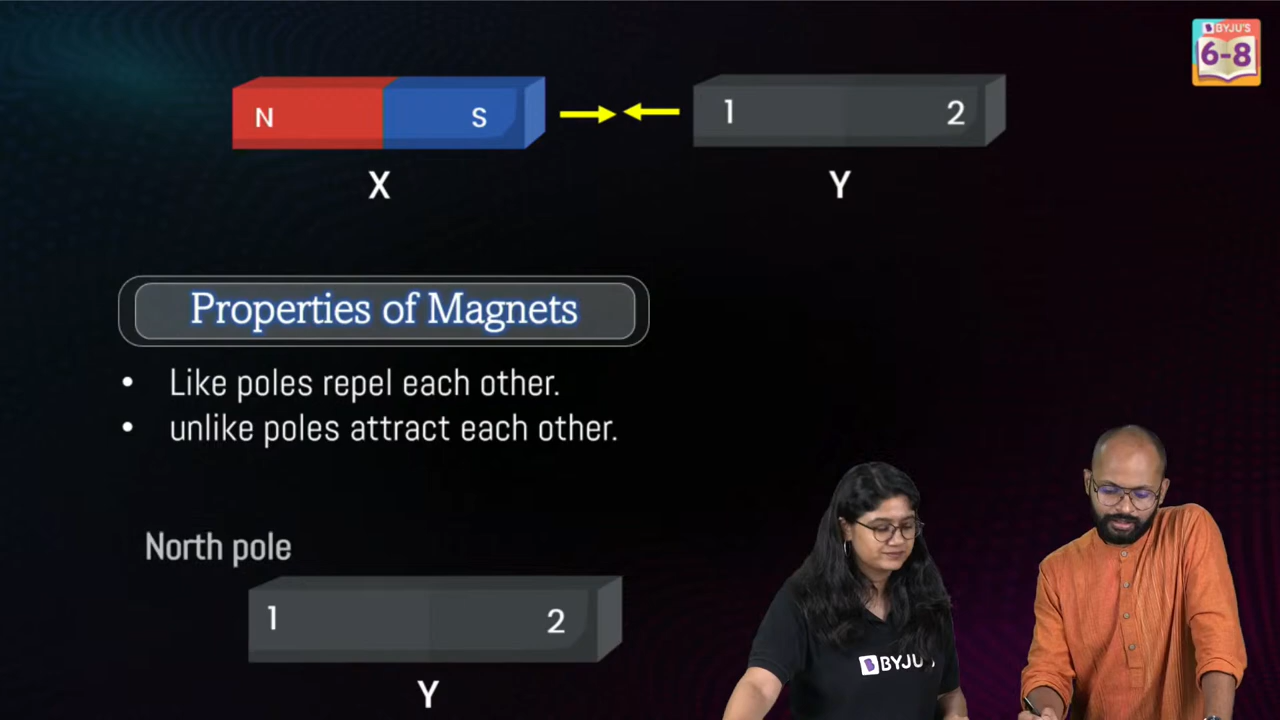 BYJU'S
6-8
N S 1 2
X Y
Properties of Magnets
• Like poles repel each other.
• unlike poles attract each other.
North pole
1 2
Y
BYJU'S